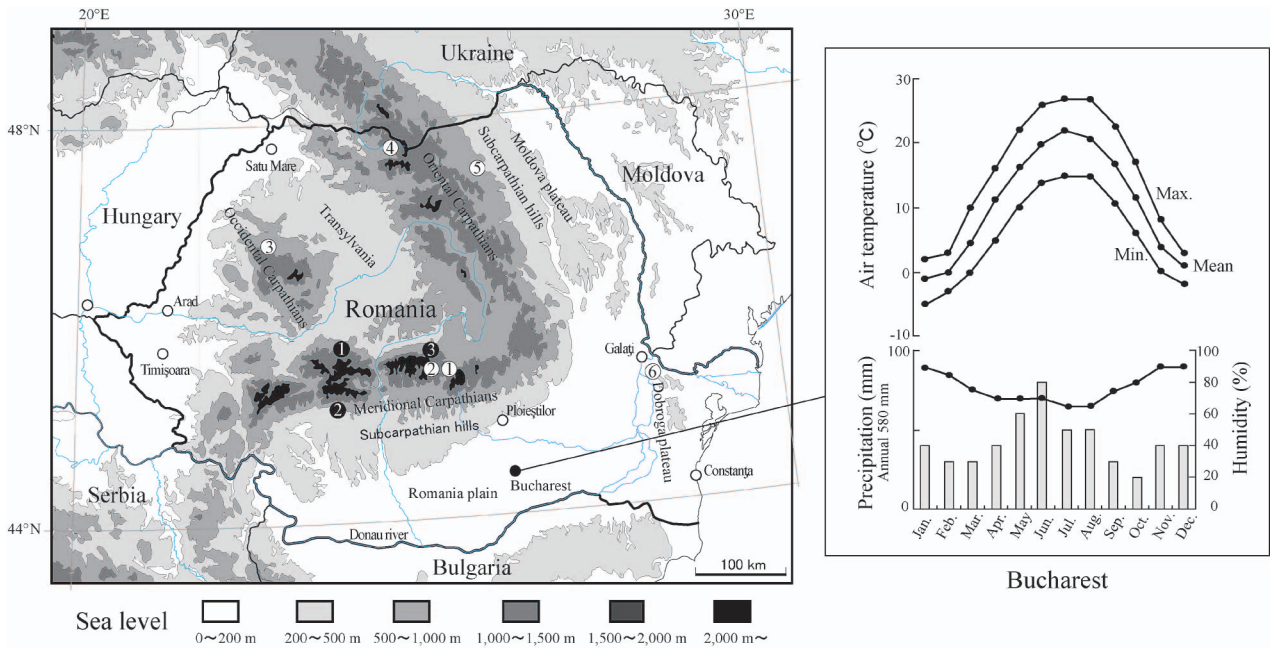 20°E
30°E
Ukraine
48°N
Satu Mare
④
⑤
Subcarpathian hills
Moldova plateau
Moldova
Oriental Carpathians
Hungary
Occidental Carpathians
③
Transylvania
Arad
Romania
Timişoara
❶
❸
②
①
Galaţi
⑥
❷
Meridional Carpathians
Subcarpathian hills
Ploieştilor
Dobroga plateau
Bucharest
Constanţa
Romania plain
Serbia
44°N
Donau river
Bulgaria
100 km
Sea level
0〜200 m
200〜500 m
500〜1,000 m
1,000〜1,500 m
1,500〜2,000 m
2,000 m〜
Air temperature (℃)
30
20
10
0
-10
Max.
Min.
Mean
Precipitation (mm)
Annual 580 mm
100
0
100
80
60
40
20
0
Humidity (%)
Jan.
Feb.
Mar.
Apr.
May
Jun.
Jul.
Aug.
Sep.
Oct.
Nov.
Dec.
Bucharest